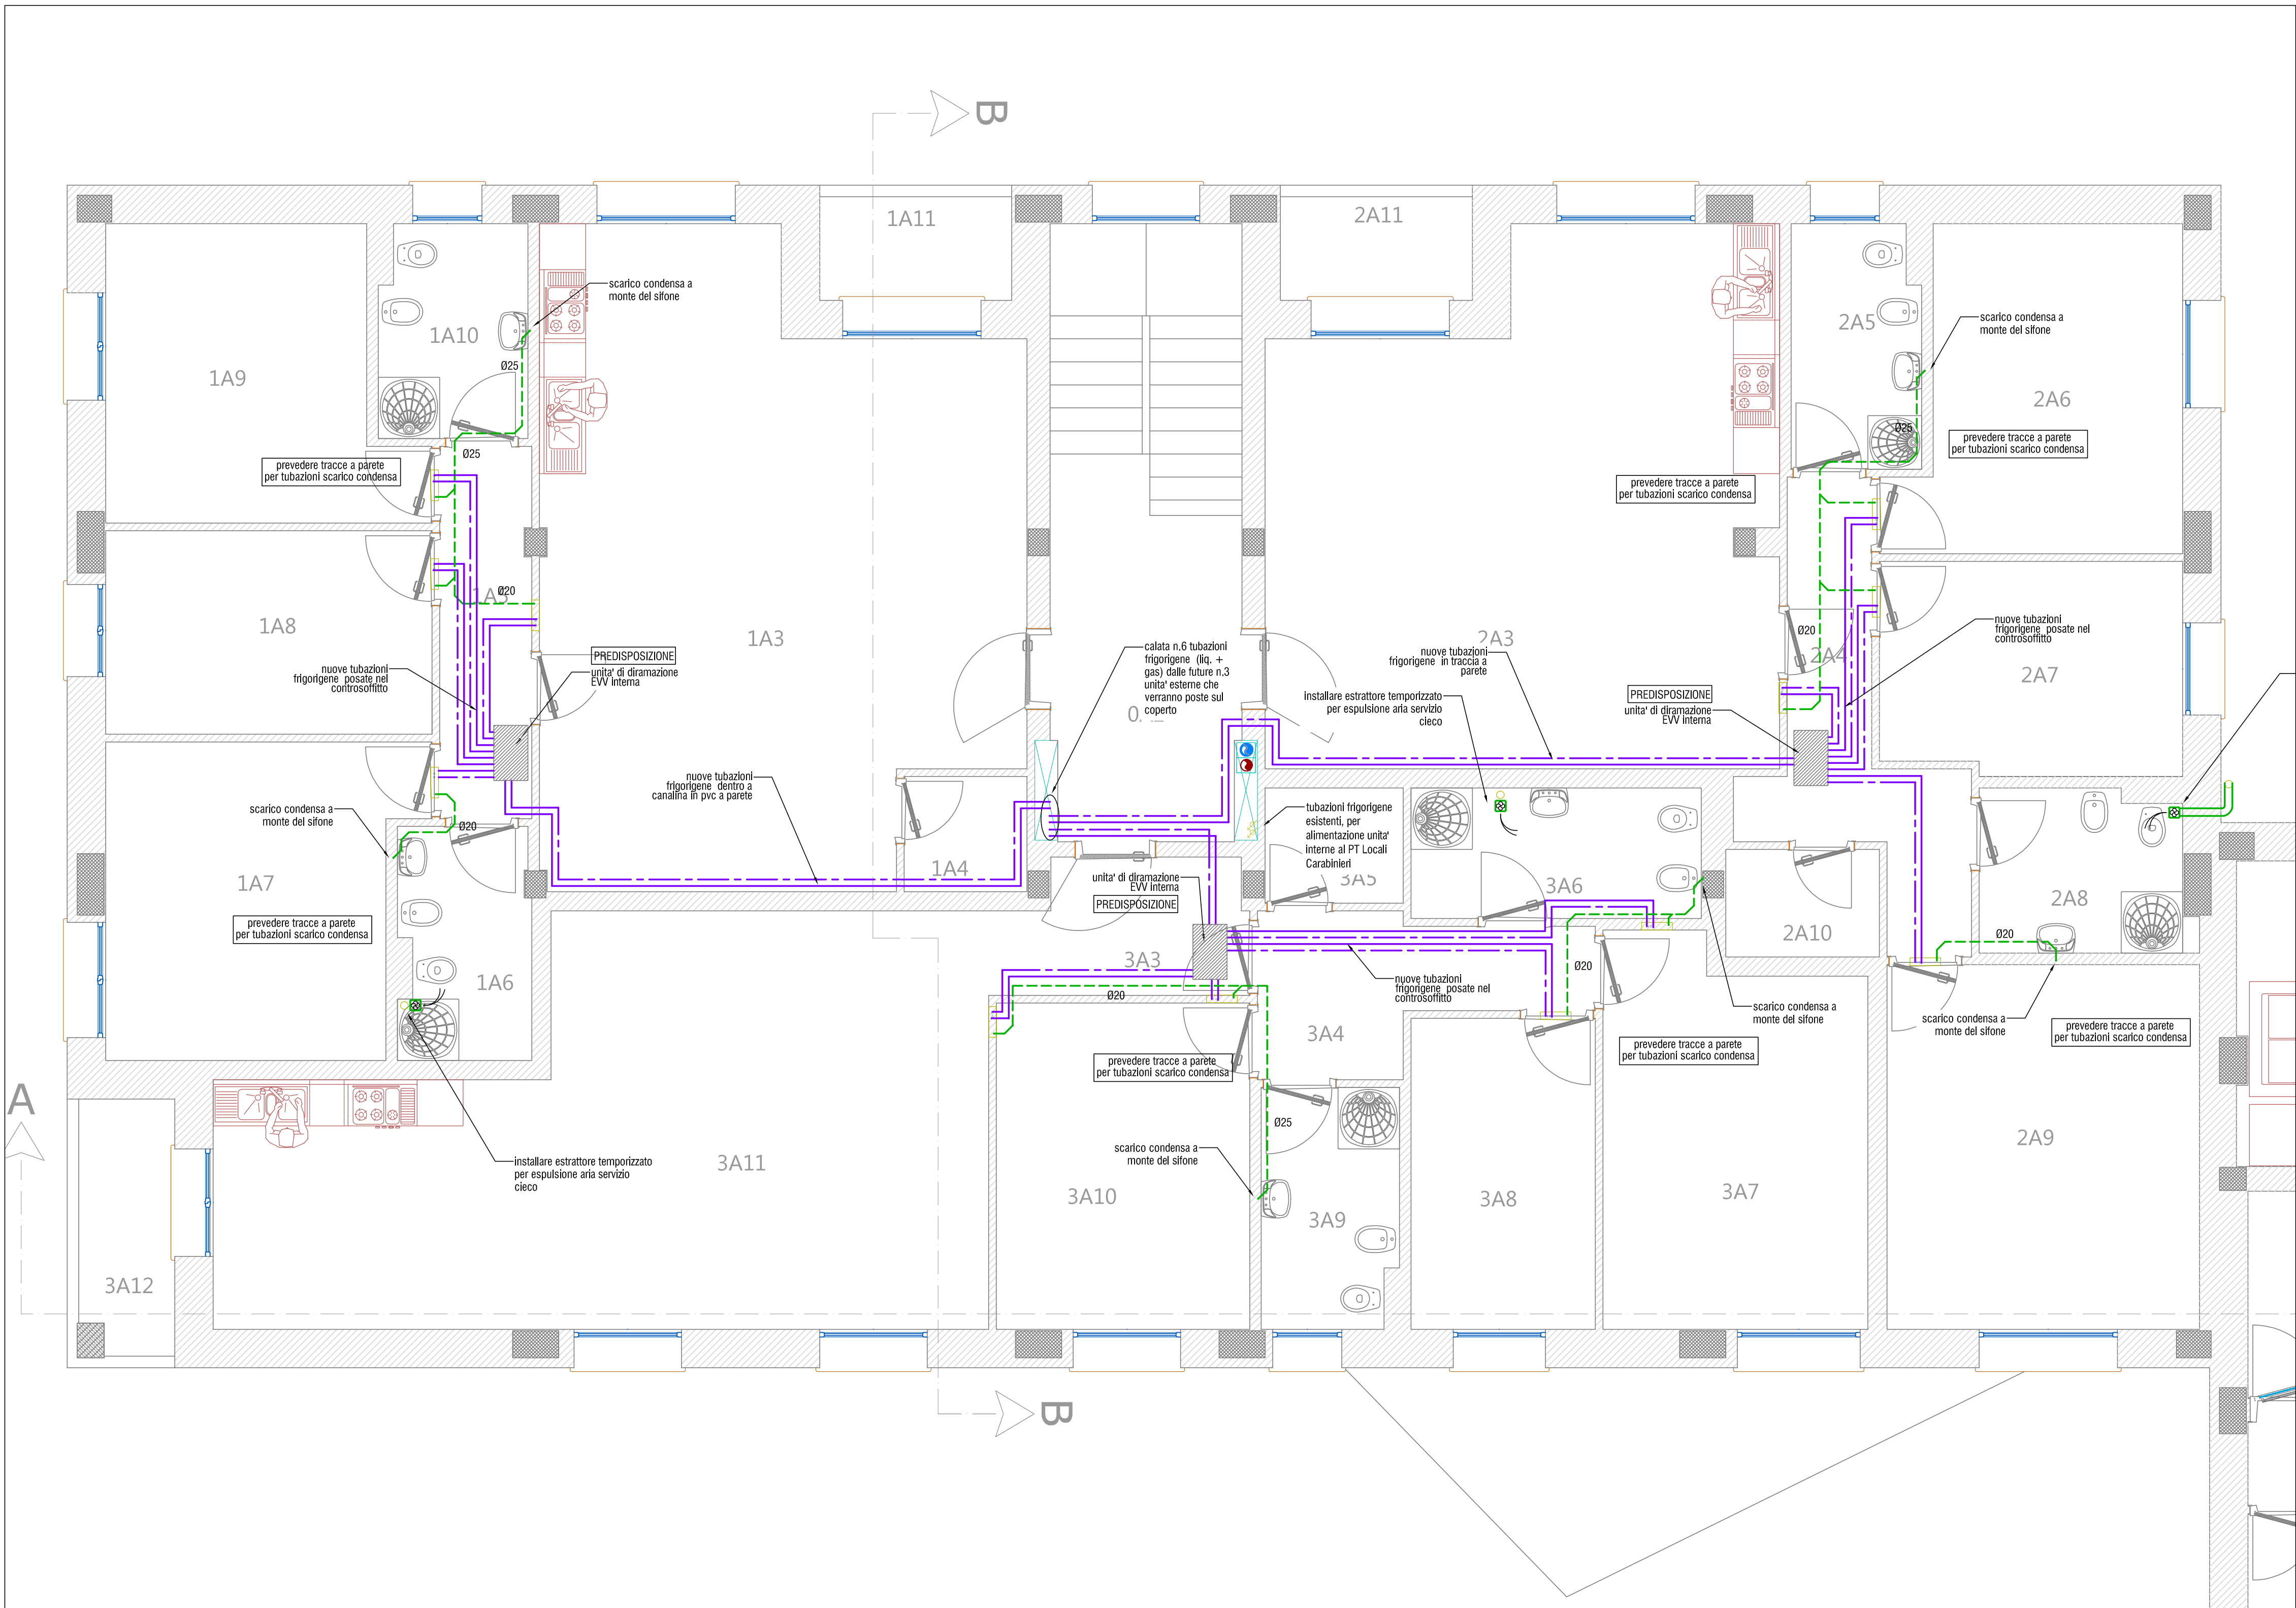 B
1A11
2A11
scarico condensa a
monte del sifone
1A10
2A5
scarico condensa a
monte del sifone
Ø25
1A9
2A6
Ø25
prevedere tracce a parete
per tubazioni scarico condensa
Ø25
prevedere tracce a parete
per tubazioni scarico condensa
prevedere tracce a parete
per tubazioni scarico condensa
Ø20
1A8
1A3
2A3
Ø20
2A4
nuove tubazioni
frigorigene posate nel
controsoffitto
2A7
PREDISPOSIZIONE
unita' di diramazione
EVV interna
nuove tubazioni
frigorigene posate nel
controsoffitto
calata n.6 tubazioni
frigorigene (liq. +
gas) dalle future n.3
unita' esterne che
verranno poste sul
coperto
nuove tubazioni
frigorigene in traccia a
parete
installare estrattore temporizzato
per espulsione aria servizio
cieco
PREDISPOSIZIONE
unita' di diramazione
EVV interna
nuove tubazioni
frigorigene dentro a
canalina in pvc a parete
scarico condensa a
monte del sifone
Ø20
tubazioni frigorigene
esistenti, per
alimentazione unita'
interne al PT Locali
Carabinieri
1A7
1A4
unita' di diramazione
EVV interna
PREDISPOSIZIONE
3A5
3A6
2A8
prevedere tracce a parete
per tubazioni scarico condensa
2A10
Ø20
3A3
Ø20
1A6
Ø20
nuove tubazioni
frigorigene posate nel
controsoffitto
scarico condensa a
monte del sifone
scarico condensa a
monte del sifone
3A4
prevedere tracce a parete
per tubazioni scarico condensa
prevedere tracce a parete
per tubazioni scarico condensa
prevedere tracce a parete
per tubazioni scarico condensa
A
Ø25
2A9
installare estrattore temporizzato
per espulsione aria servizio
cieco
3A11
scarico condensa a
monte del sifone
3A10
3A9
3A8
3A7
3A12
B